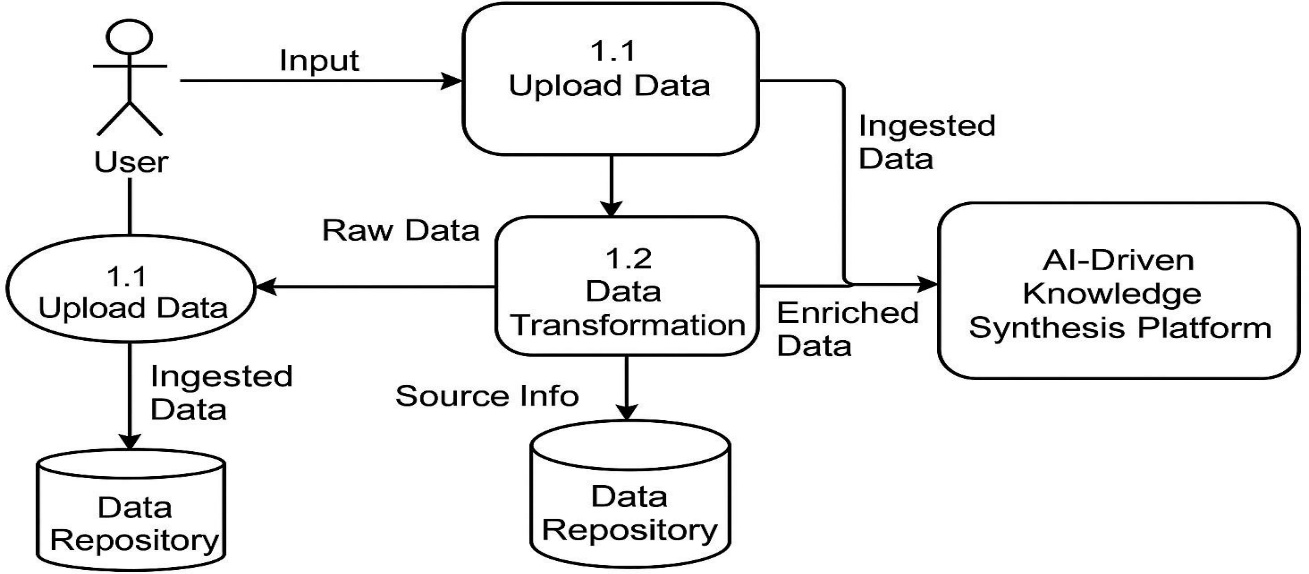 Input
1.1
Upload Data
User
Ingested
Data
Raw Data
1.2
Data
Transformation
Enriched
Data
AI-Driven
Knowledge
Synthesis Platform
1.1
Upload Data
Ingested
Data
Source Info
Data
Repository
Data
Repository